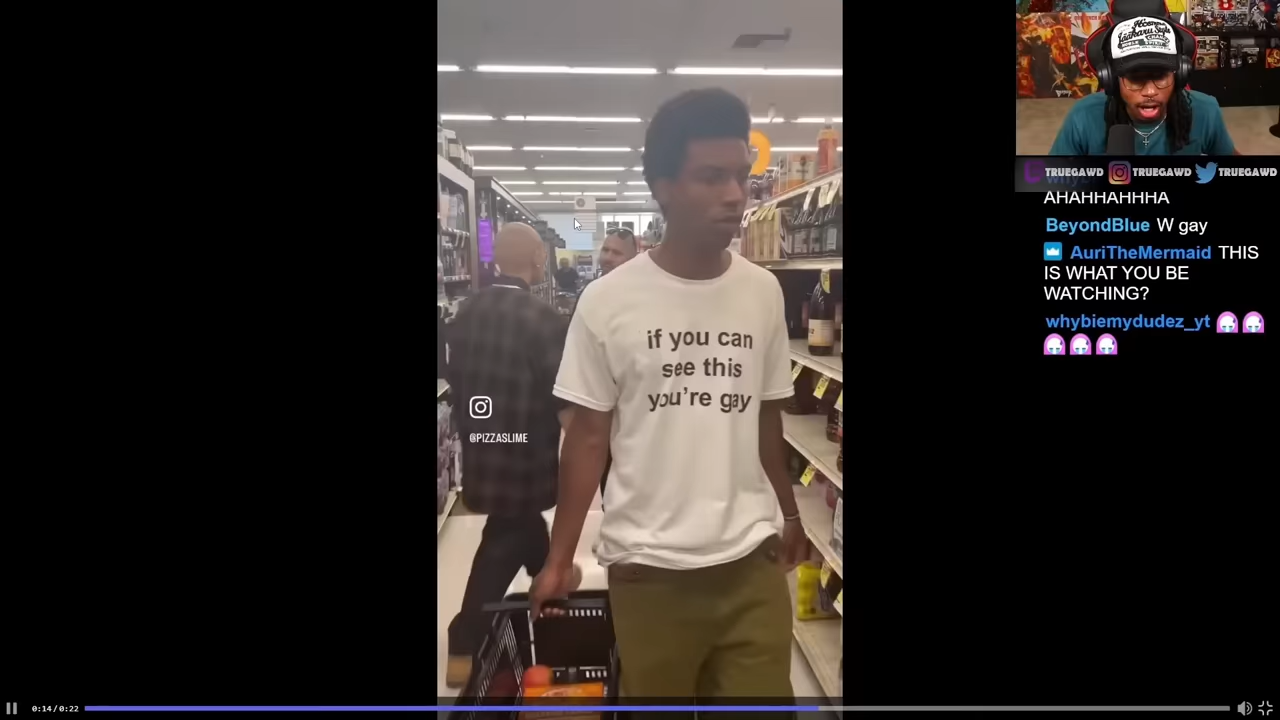 if you can
see this
you're gay
@PIZZASLIME
TRUEGAWD
TRUEGAWD
TRUEGAWD
AHAHHAHHHA
BeyondBlue W gay
AuriTheMermaid THIS
IS WHAT YOU BE
WATCHING?
whybiemydudez_yt
0:14/0:22